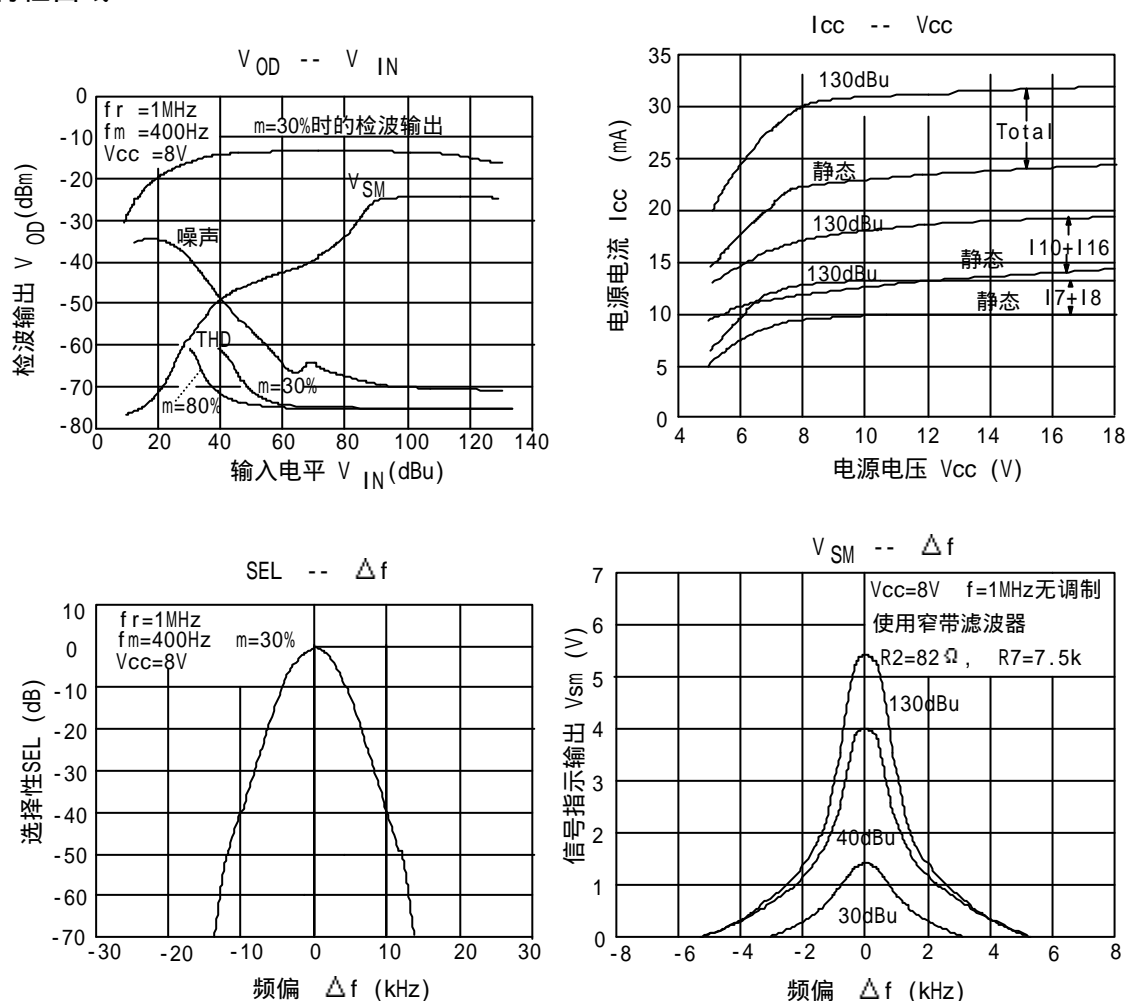 V OD -- V IN
0
-10
-20
-30
-40
-50
-60
-70
-80
检波输出 V OD(dBm)
fr =1MHz
fm =400Hz
Vcc =8V
m=30%时的检波输出
V SM
噪声
THD
m=30%
m=80%
0 20 40 60 80 100 120 140
输入电平 V IN(dBu)
Icc -- Vcc
35
30
25
20
15
10
5
0
电源电流 Icc (mA)
130dBu
Total
静态
130dBu
静态 I10+I16
130dBu
静态 I7+I8
4 6 8 10 12 14 16 18
电源电压 Vcc (V)
SEL -- △f
10
0
-10
-20
-30
-40
-50
-60
-70
选择性SEL (dB)
fr=1MHz
fm=400Hz m=30%
Vcc=8V
-30 -20 -10 0 10 20 30
频偏 △f (kHz)
V SM -- △f
7
6
5
4
3
2
1
0
信号指示输出 Vsm (V)
Vcc=8V f=1MHz无调制
使用窄带滤波器
R2=82Ω, R7=7.5k
130dBu
40dBu
30dBu
-8 -6 -4 -2 0 2 4 6 8
频偏 △f (kHz)